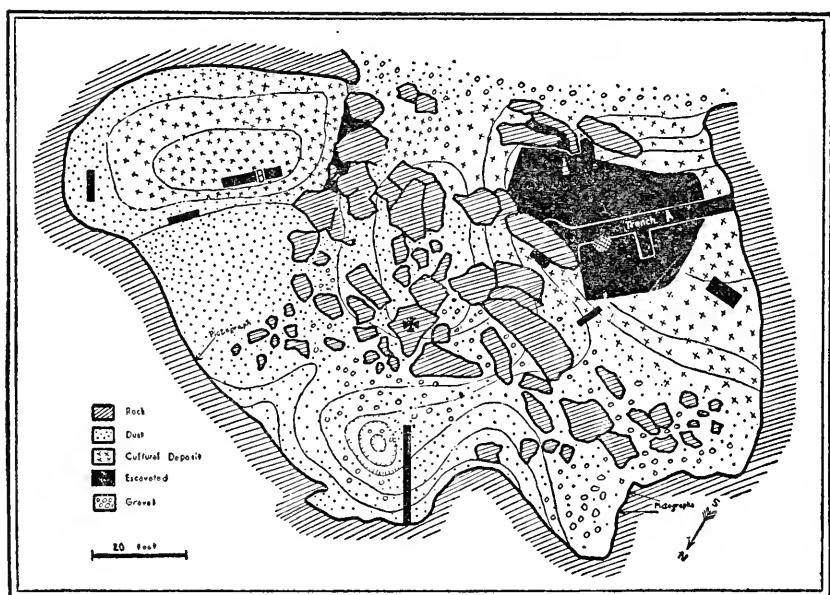 B
Trench A
Pictograph
Rock
Dust
Cultural Deposit
Excavated
Gravel
20 feet
Pictographs
S
N